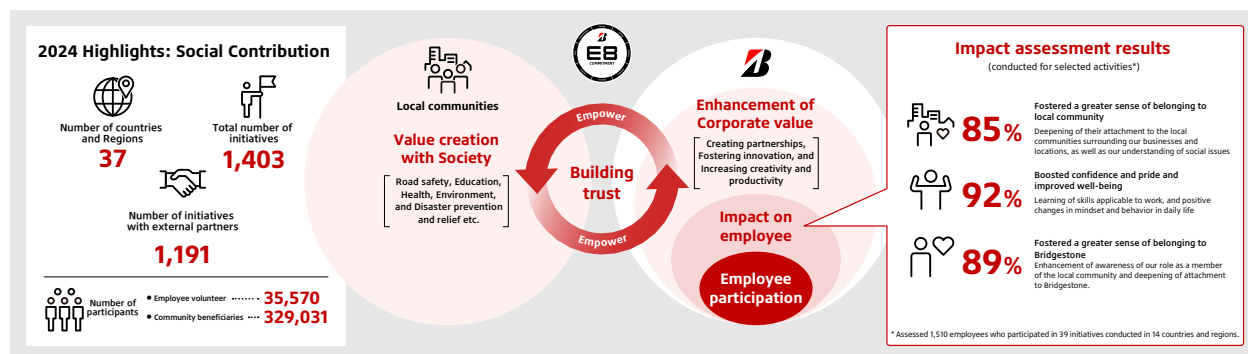 2024 Highlights: Social Contribution
Number of countries
and Regions
37
Total number of
initiatives
1,403
Number of initiatives
with external partners
1,191
Number of
participants
● Employee volunteer ······· 35,570
● Community beneficiaries ···· 329,031
Local communities
Value creation
with Society
Road safety, Education,
Health, Environment,
and Disaster prevention
and relief etc.
E8
COMMITMENT
Empower
Building
trust
Empower
Enhancement of
Corporate value
Creating partnerships,
Fostering innovation, and
Increasing creativity and
productivity
Impact on
employee
Employee
participation
Impact assessment results
(conducted for selected activities*)
85%
Fostered a greater sense of belonging to
local community
Deepening of their attachment to the local
communities surrounding our businesses and
locations, as well as our understanding of social issues
92%
Boosted confidence and pride and
improved well-being
Learning of skills applicable to work, and positive
changes in mindset and behavior in daily life
89%
Fostered a greater sense of belonging to
Bridgestone
Enhancement of awareness of our role as a member
of the local community and deepening of attachment
to Bridgestone.
* Assessed 1,510 employees who participated in 39 initiatives conducted in 14 countries and regions.